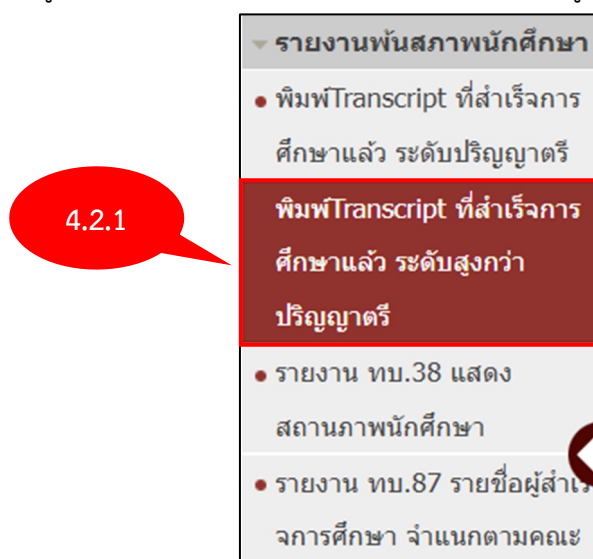 รายงานพ้นสภาพนักศึกษา
พิมพ์Transcript ที่สำเร็จการ
ศึกษาแล้ว ระดับปริญญาตรี
4.2.1
พิมพ์Transcript ที่สำเร็จการ
ศึกษาแล้ว ระดับสูงกว่า
ปริญญาตรี
รายงาน ทบ.38 แสดง
สถานภาพนักศึกษา
รายงาน ทบ.87 รายชื่อผู้สำเร็
จการศึกษา จำแนกตามคณะ